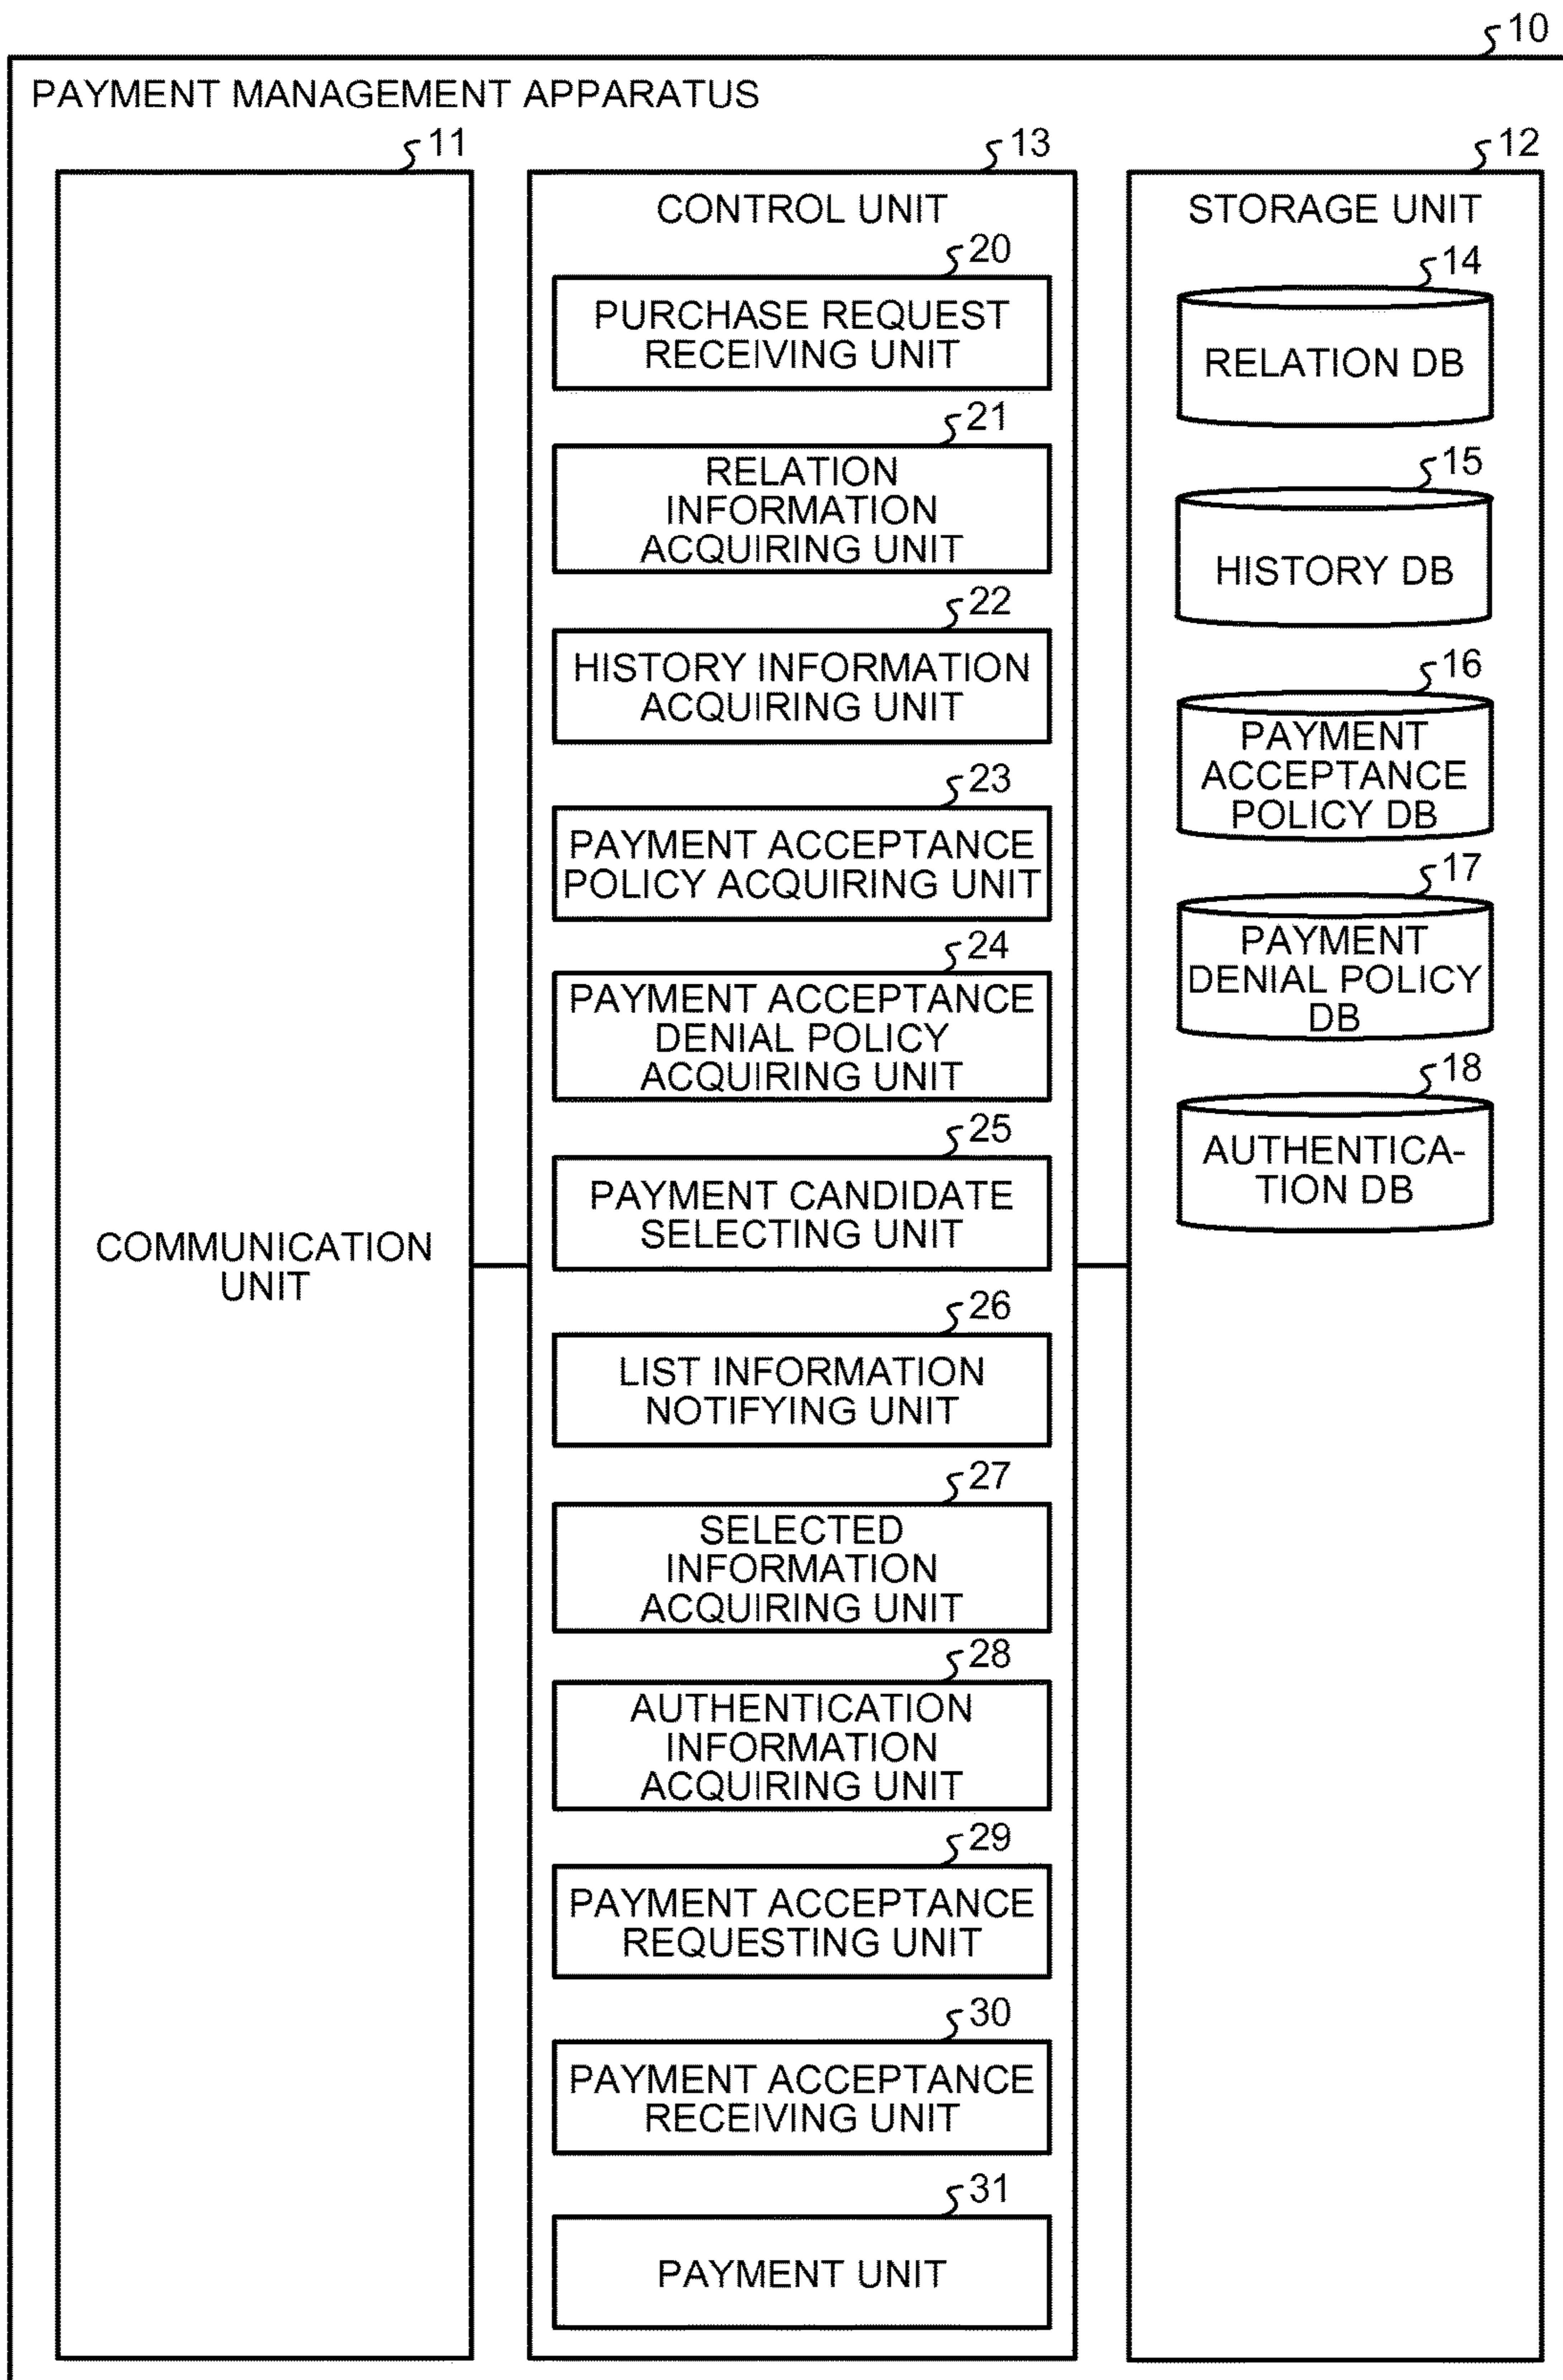 10
PAYMENT MANAGEMENT APPARATUS
11
COMMUNICATION
UNIT
13
CONTROL UNIT
20
PURCHASE REQUEST
RECEIVING UNIT
21
RELATION
INFORMATION
ACQUIRING UNIT
22
HISTORY INFORMATION
ACQUIRING UNIT
23
PAYMENT ACCEPTANCE
POLICY ACQUIRING UNIT
24
PAYMENT ACCEPTANCE
DENIAL POLICY
ACQUIRING UNIT
25
PAYMENT CANDIDATE
SELECTING UNIT
26
LIST INFORMATION
NOTIFYING UNIT
27
SELECTED
INFORMATION
ACQUIRING UNIT
28
AUTHENTICATION
INFORMATION
ACQUIRING UNIT
29
PAYMENT ACCEPTANCE
REQUESTING UNIT
30
PAYMENT ACCEPTANCE
RECEIVING UNIT
31
PAYMENT UNIT
12
STORAGE UNIT
14
RELATION DB
15
HISTORY DB
16
PAYMENT
ACCEPTANCE
POLICY DB
17
PAYMENT
DENIAL POLICY
DB
18
AUTHENTICA-
TION DB